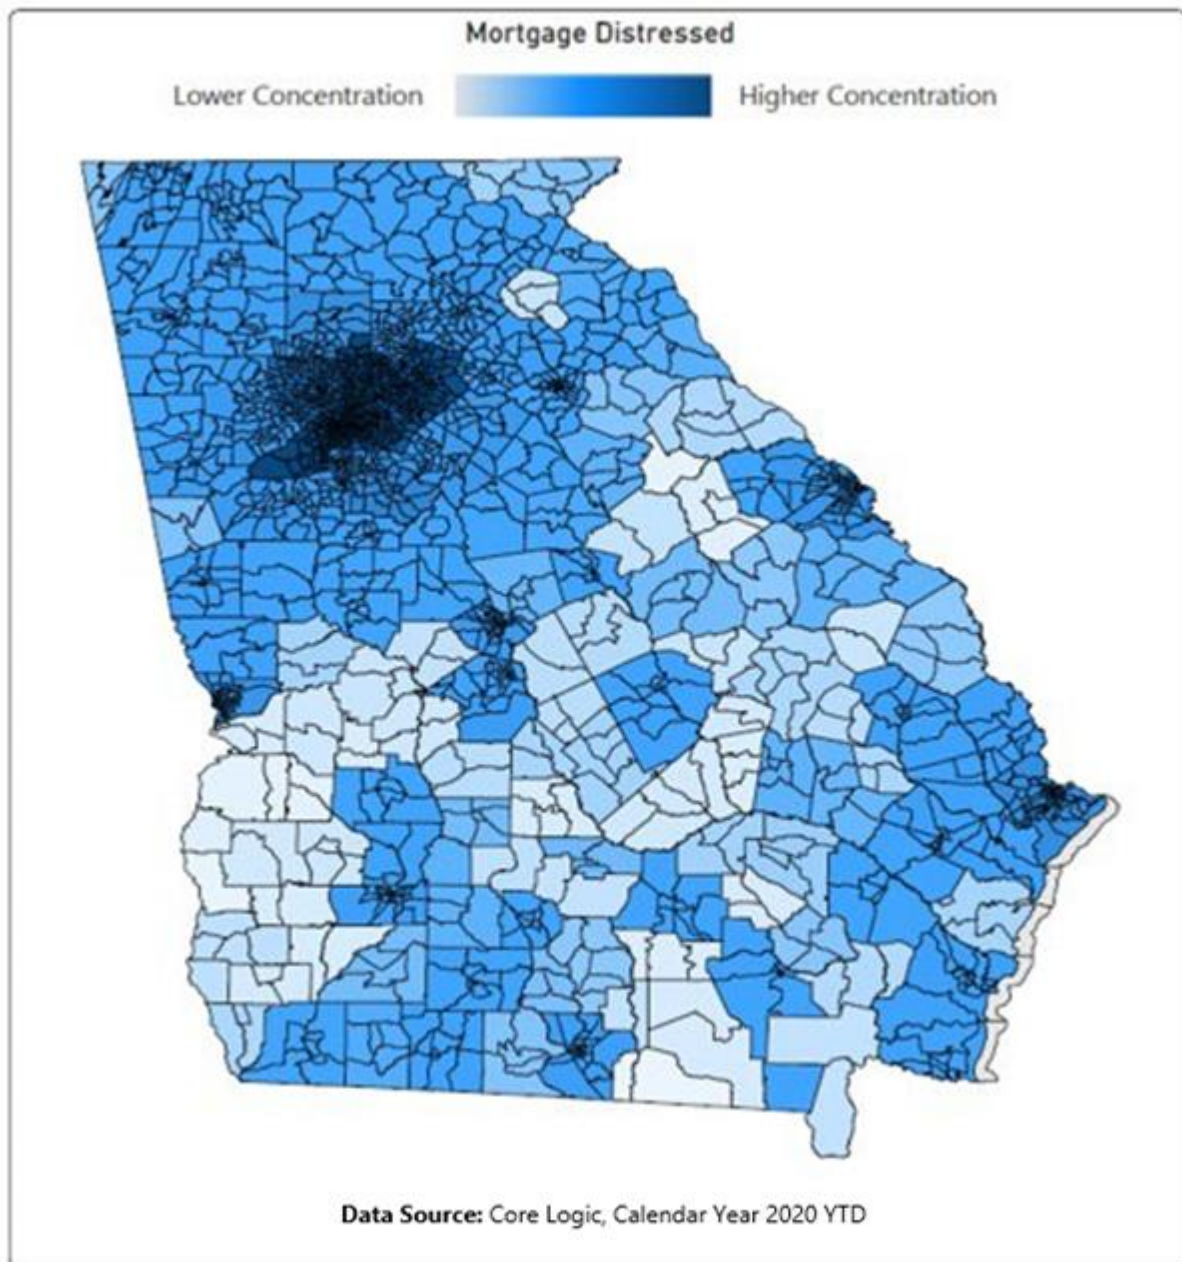 Mortgage Distressed
Lower Concentration Higher Concentration
Data Source: Core Logic, Calendar Year 2020 YTD